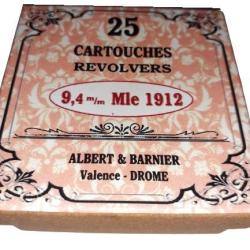 25
CARTOUCHES
REVOLVERS
9,4 m/m Mle 1912
ALBERT & BARNIER
Valence - DROME